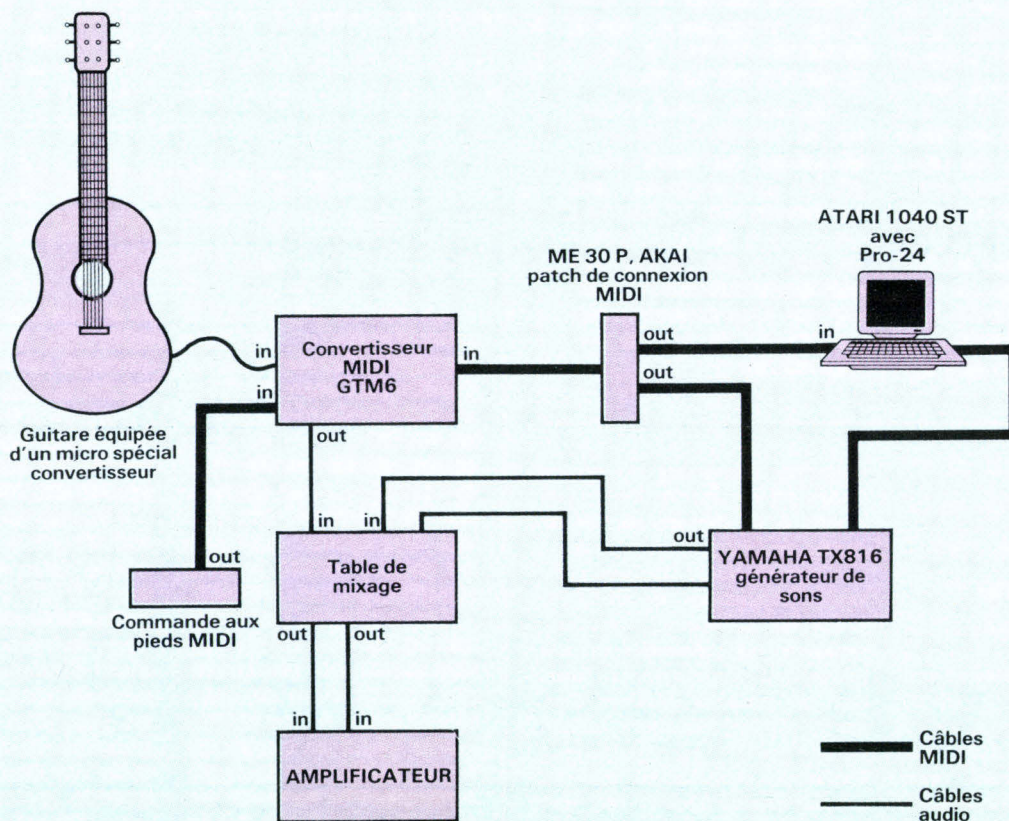 ATARI 1040 ST
avec
Pro-24
ME 30 P, AKAI
patch de connexion
MIDI
out
in
in
Convertisseur
MIDI
GTM6
in
out
in
out
Guitare équipée
d'un micro spécial
convertisseur
in
in
out
YAMAHA TX816
générateur de
sons
out
Table de
mixage
Commande aux
pieds MIDI
out
out
in
in
AMPLIFICATEUR
Câbles
MIDI
Câbles
audio